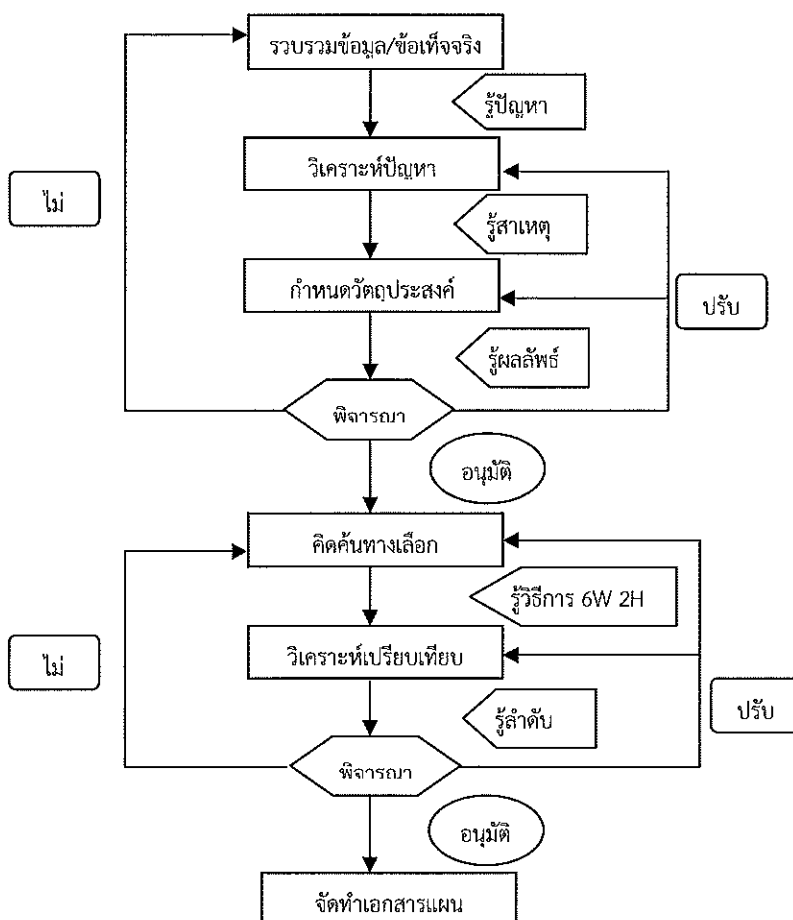 รวบรวมข้อมูล/ข้อเท็จจริง
รู้ปัญหา
วิเคราะห์ปัญหา
ไม่
รู้สาเหตุ
กำหนดวัตถุประสงค์
ปรับ
รู้ผลลัพธ์
พิจารณา
อนุมัติ
คิดค้นทางเลือก
รู้วิธีการ 6W 2H
ไม่
วิเคราะห์เปรียบเทียบ
รู้ลำดับ
ปรับ
พิจารณา
อนุมัติ
จัดทำเอกสารแผน